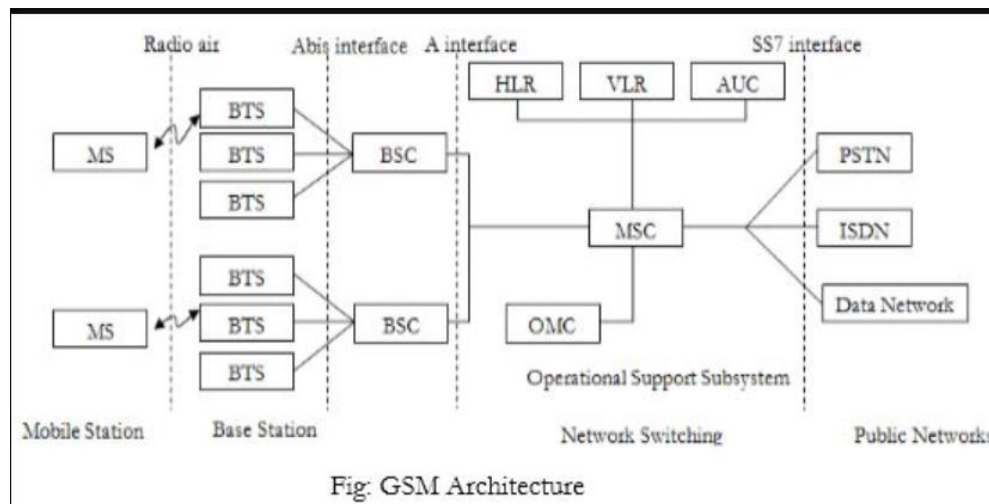 Radio air Abis interface A interface SS7 interface
HLR VLR AUC
BTS
MS BTS BSC PSTN
BTS
MSC ISDN
BTS
MS BTS BSC OMC Data Network
BTS
Operational Support Subsystem
Mobile Station Base Station Network Switching Public Networks
Fig: GSM Architecture